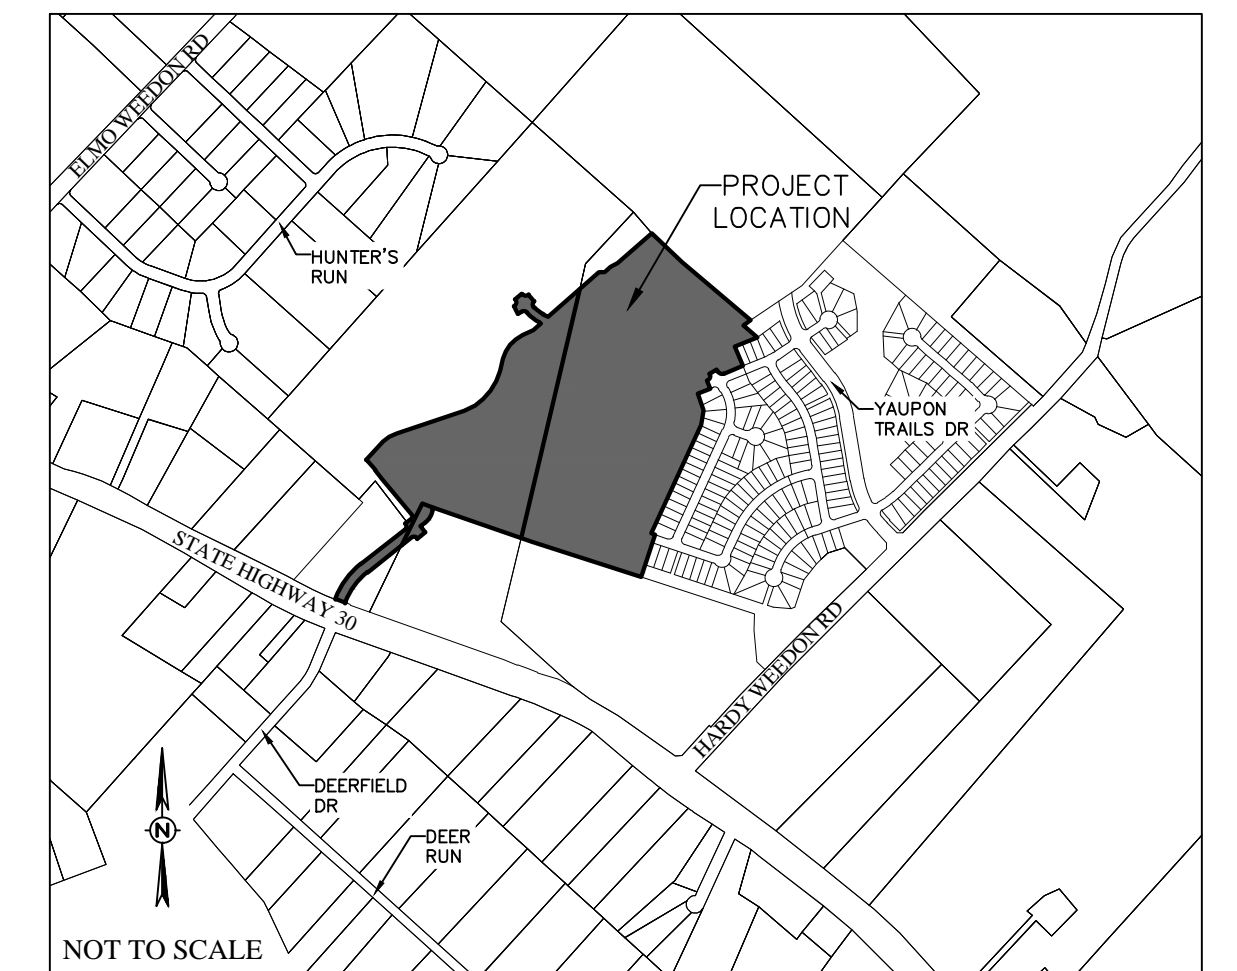 ELMO WEEDON RD
PROJECT
LOCATION
HUNTER'S
RUN
YAUPON
TRAILS DR
STATE HIGHWAY 30
HARDY WEEDON RD
DEERFIELD
DR
DEER
RUN
N
NOT TO SCALE